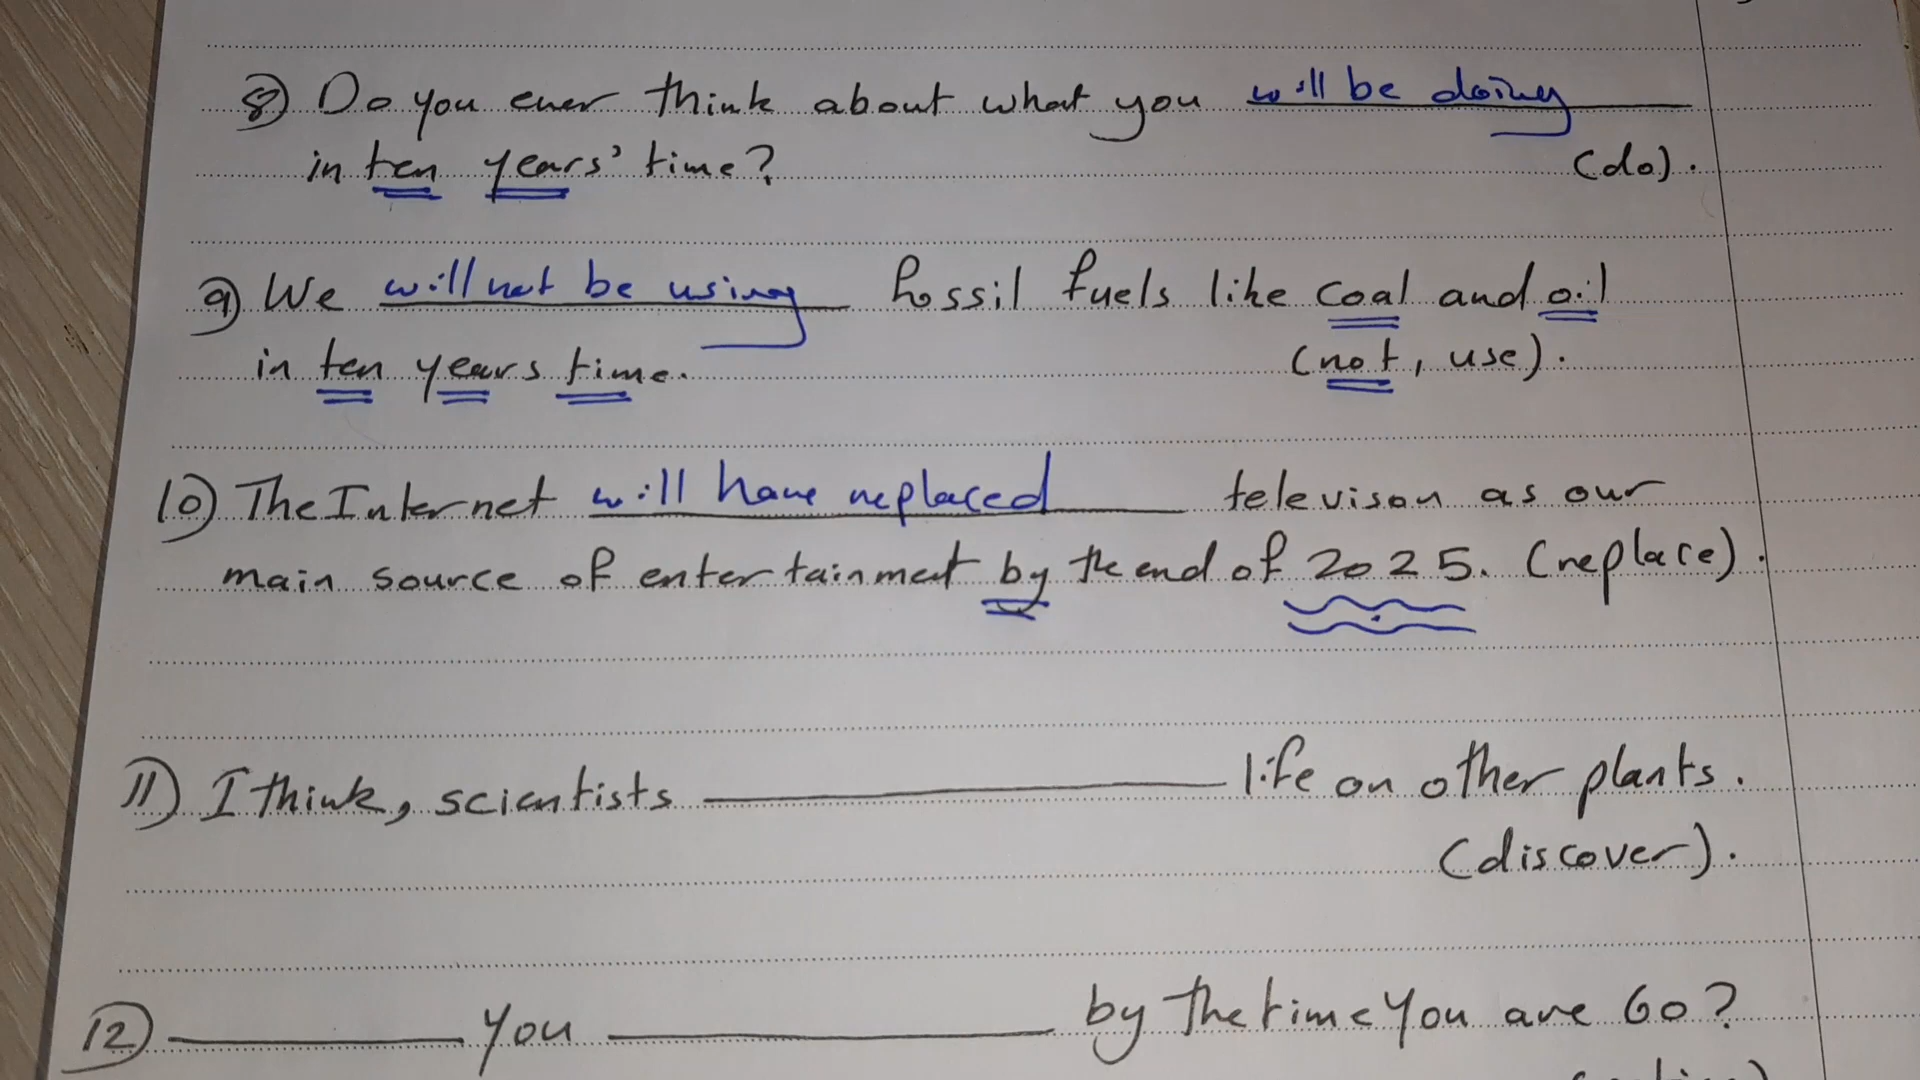 8) Do you ever think about what you will be doing
in ten years' time? (do).
9) We will not be using fossil fuels like coal and oil
in ten years time. (not, use).
10) The Internet will have replaced televison as our
main source of entertainment by the end of 2025. (replace).
11) I think, scientists life on other plants.
(discover).
12) you by the time you are 60?